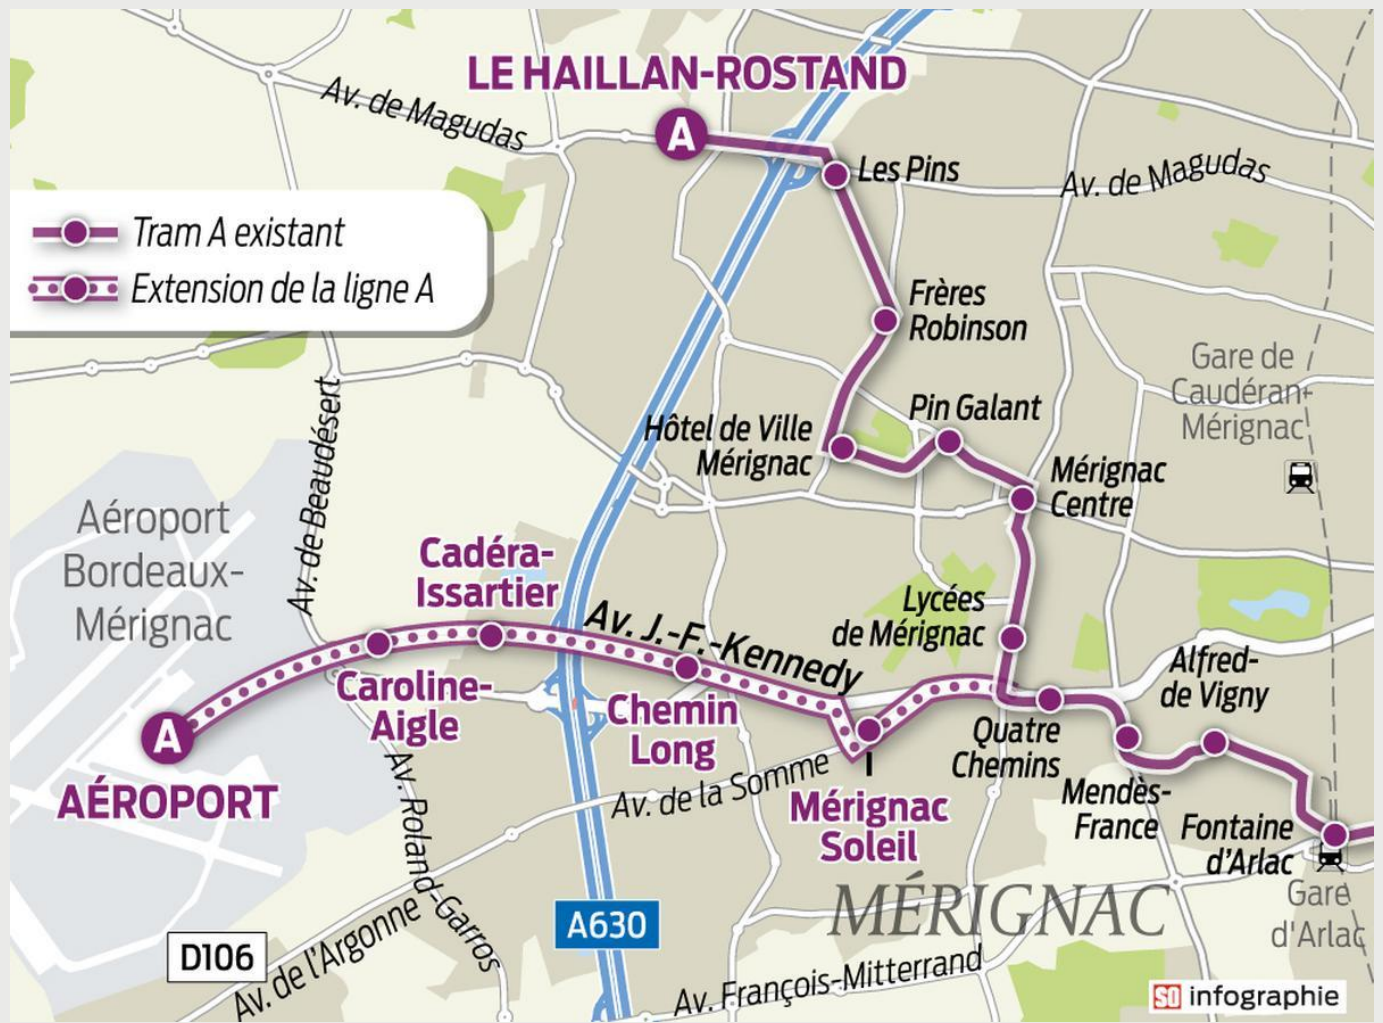 LE HAILLAN-ROSTAND
Av. de Magudas
A
Les Pins
Av. de Magudas
Tram A existant
Extension de la ligne A
Frères
Robinson
Gare de
Caudéran-
Mérignac
Pin Galant
Hôtel de Ville
Mérignac
Mérignac
Centre
Av. de Beaudésert
Aéroport
Bordeaux-
Mérignac
Cadéra-
Issartier
Av. J.-F.-Kennedy
Lycées
de Mérignac
Alfred-
de Vigny
Caroline-
Aigle
Chemin
Long
A
AÉROPORT
Quatre
Chemins
Av. de la Somme
Mérignac
Soleil
Mendès-
France
Fontaine
d'Arlac
Av. Roland-Garros
Gare
d'Arlac
MÉRIGNAC
A630
D106
Av. de l'Argonne
Av. François-Mitterrand
SO infographie